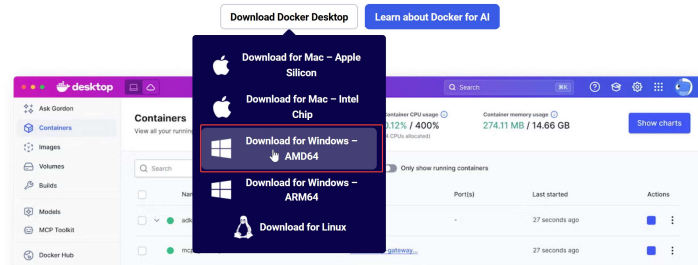 Download Docker Desktop
Learn about Docker for AI
Download for Mac – Apple
Silicon
Download for Mac – Intel
Chip
Download for Windows –
AMD64
Download for Windows –
ARM64
Download for Linux
desktop
Search
⌘K
Ask Gordon
Containers
Images
Volumes
Builds
Models
MCP Toolkit
Docker Hub
Containers
View all your running
Container CPU usage
0.12% / 400%
CPUs allocated)
Container memory usage
274.11 MB / 14.66 GB
Show charts
Search
Only show running containers
Port(s)
Last started
Actions
adk
-
27 seconds ago
-gateway...
27 seconds ago